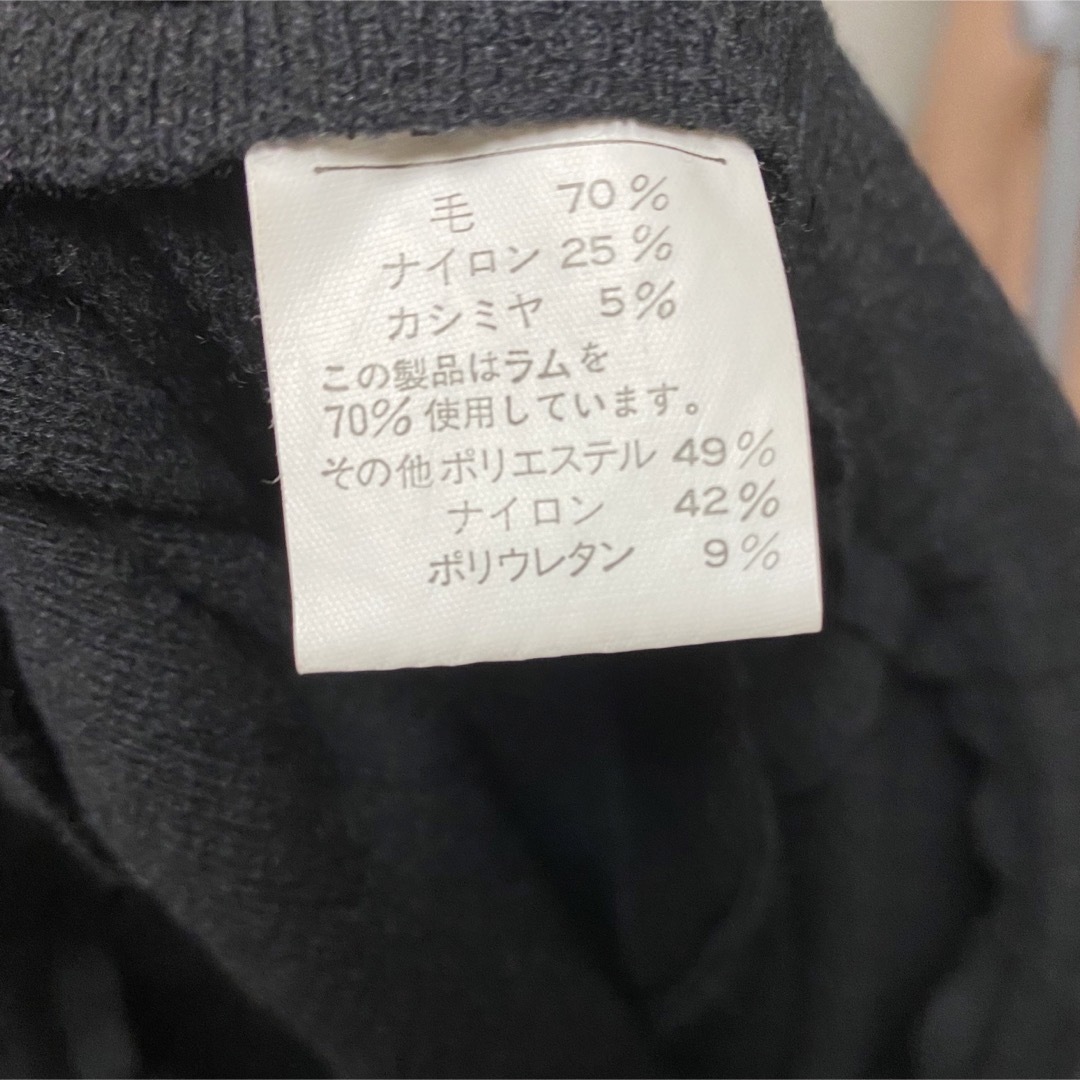 毛 70%
ナイロン 25%
カシミヤ 5%
この製品はラムを
70%使用しています。
その他 ポリエステル 49%
ナイロン 42%
ポリウレタン 9%